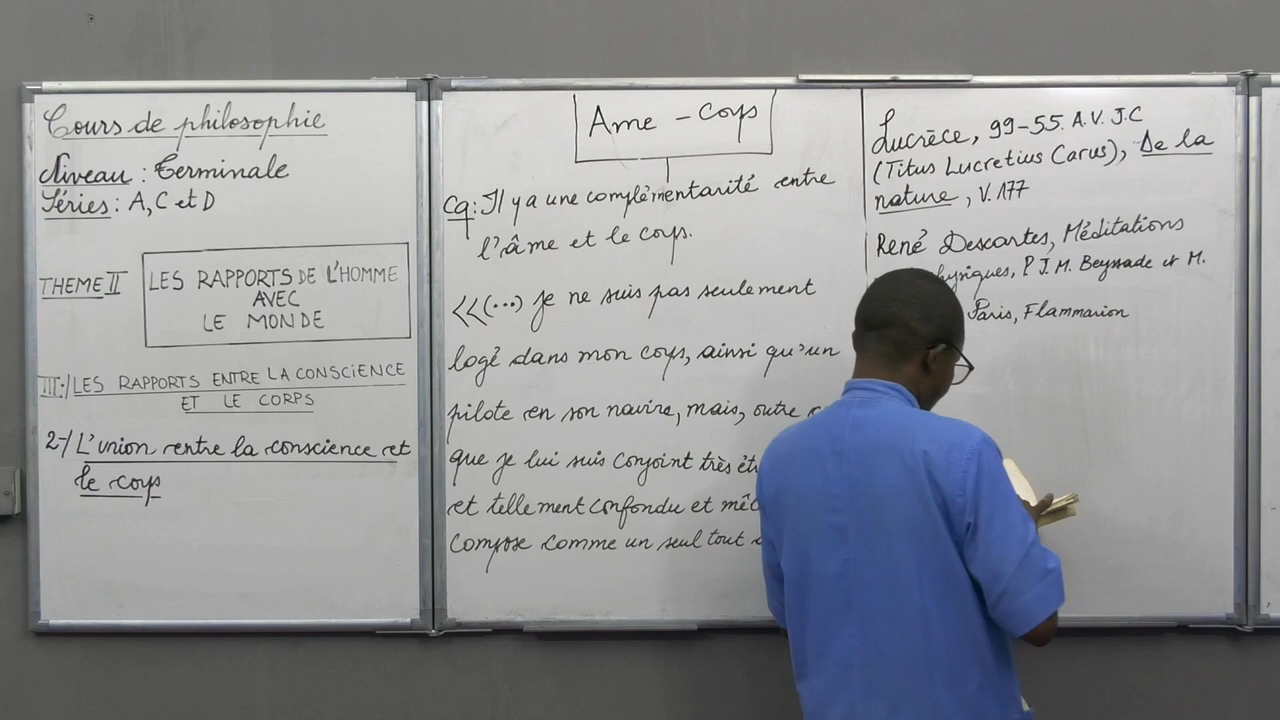 Cours de philosophie
Niveau : Terminale
Séries : A, C et D
THEME II
LES RAPPORTS DE L'HOMME
AVEC
LE MONDE
III-/ LES RAPPORTS ENTRE LA CONSCIENCE
ET LE CORPS
2-/ L'union entre la conscience et
le corps
Ame - Corps
Cq : Il y a une complémentarité entre
l'âme et le corps.
<<(...) je ne suis pas seulement
logé dans mon corps, ainsi qu'un
pilote en son navire, mais, outre
que je lui suis conjoint très
et tellement confondu et
compose comme un seul tout
Lucrèce, 99-55. A.V. J.C
(Titus Lucretius Carus), De la
nature, V. 177
René Descartes, Méditations
physiques, P J.M. Beyssade et M.
Paris, Flammarion